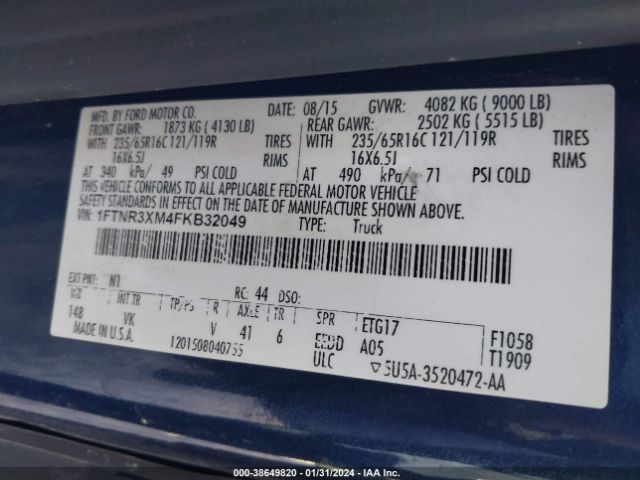 MFD. BY FORD MOTOR CO. DATE: 08/15 GVWR: 4082 KG ( 9000 LB)
FRONT GAWR: 1873 KG ( 4130 LB) REAR GAWR: 2502 KG ( 5515 LB)
WITH 235/65R16C 121/119R TIRES WITH 235/65R16C 121/119R TIRES
16X6.5J RIMS 16X6.5J RIMS
AT 340 kPa/ 49 PSI COLD AT 490 kPa/ 71 PSI COLD
THIS VEHICLE CONFORMS TO ALL APPLICABLE FEDERAL MOTOR VEHICLE
SAFETY STANDARDS IN EFFECT ON THE DATE OF MANUFACTURE SHOWN ABOVE.
VIN: 1FTNR3XM4FKB32049 TYPE: Truck
EXT PNT: N1 RC: 44 DSO:
WB INT TR TP/PS R AXLE TR SPR ETG17 F1058
148 VK V 41 6 EEDD A05 T1909
MADE IN U.S.A. 1201508040755 ULC ▽5U5A-3520472-AA
000-38649820 - 01/31/2024 - IAA Inc.